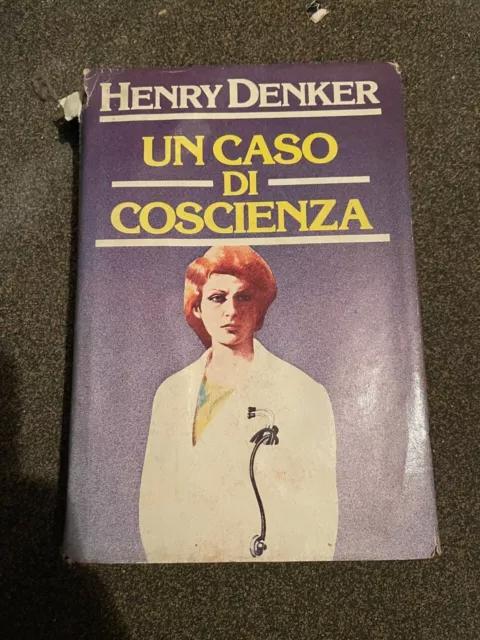 HENRY DENKER
UN CASO
DI
COSCIENZA